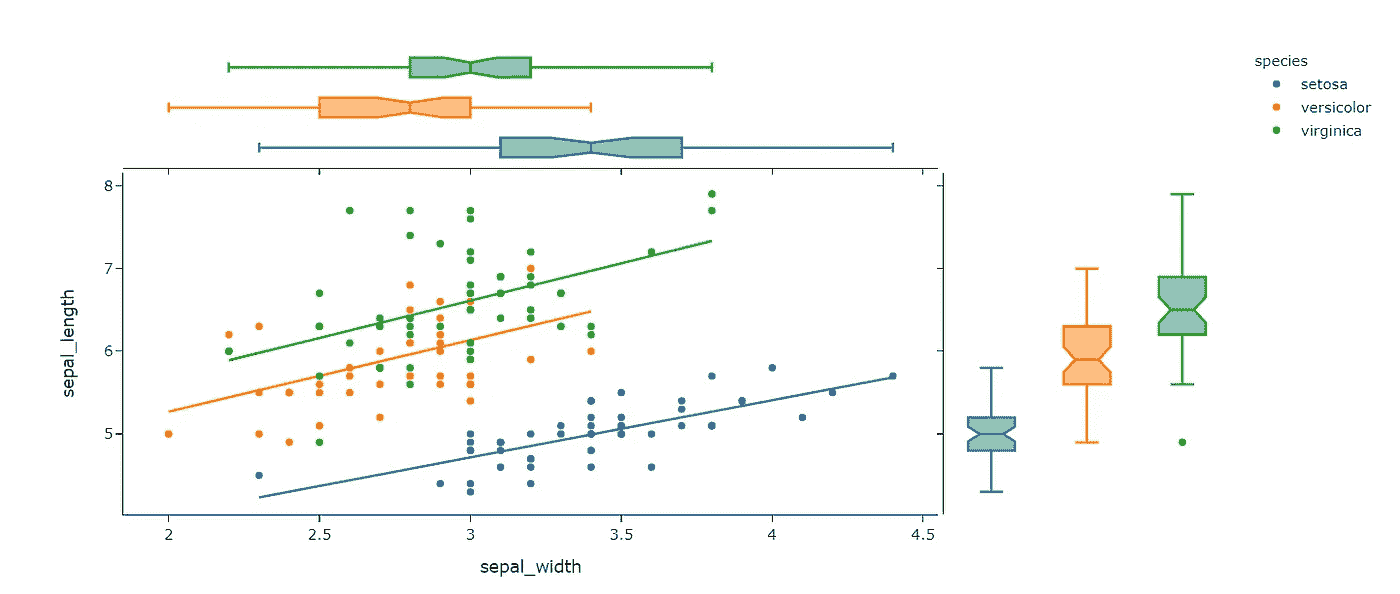 species
setosa
versicolor
virginica
8
7
6
5
sepal_length
2
2.5
3
3.5
4
4.5
sepal_width